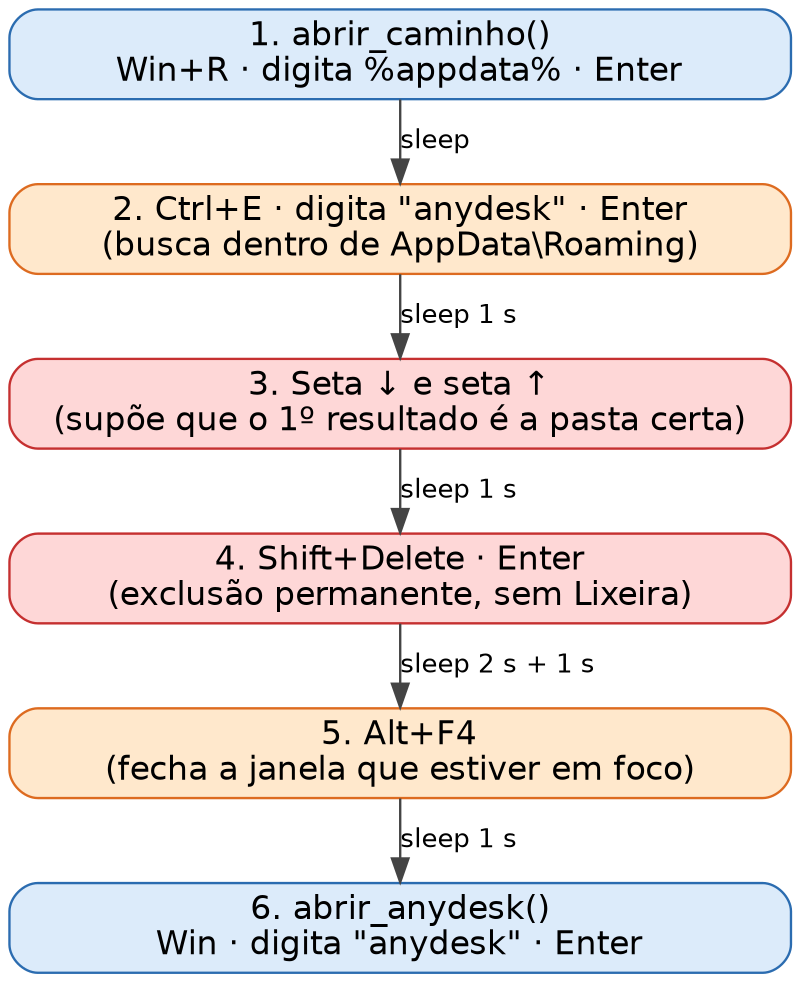 1. abrir_caminho()
Win+R · digita %appdata% · Enter
sleep
2. Ctrl+E · digita "anydesk" · Enter
(busca dentro de AppData\Roaming)
sleep 1 s
3. Seta ↓ e seta ↑
(supõe que o 1º resultado é a pasta certa)
sleep 1 s
4. Shift+Delete · Enter
(exclusão permanente, sem Lixeira)
sleep 2 s + 1 s
5. Alt+F4
(fecha a janela que estiver em foco)
sleep 1 s
6. abrir_anydesk()
Win · digita "anydesk" · Enter